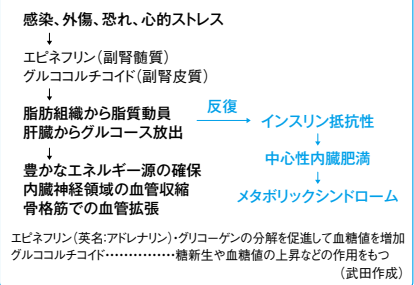 感染、外傷、恐れ、心的ストレス
↓
エピネフリン（副腎髄質）
グルココルチコイド（副腎皮質）
↓
脂肪組織から脂質動員
肝臓からグルコース放出
反復
→
インスリン抵抗性
↓
中心性内臓肥満
↓
メタボリックシンドローム
↓
豊かなエネルギー源の確保
内臓神経領域の血管収縮
骨格筋での血管拡張
エピネフリン（英名：アドレナリン）・グリコーゲンの分解を促進して血糖値を増加
グルココルチコイド……………糖新生や血糖値の上昇などの作用をもつ
（武田作成）